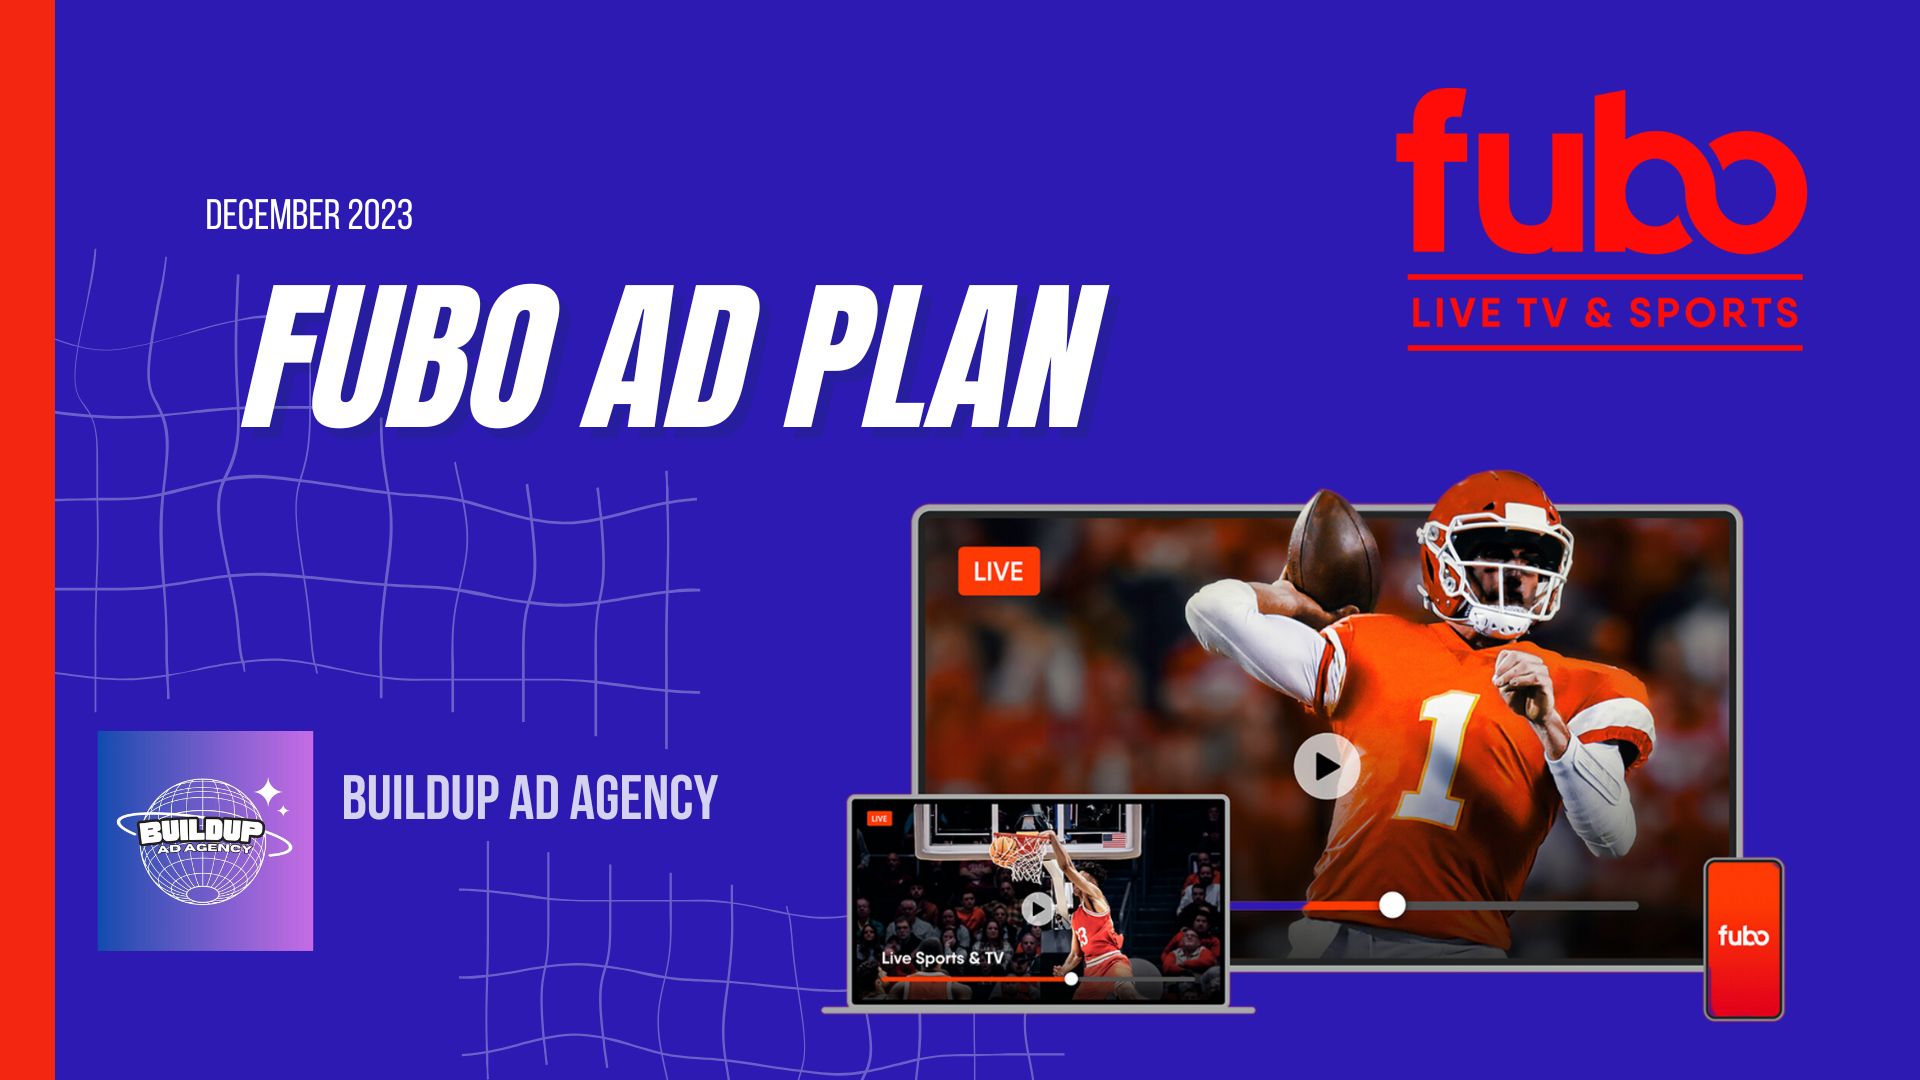 DECEMBER 2023
FUBO AD PLAN
fubo
LIVE TV & SPORTS
LIVE
1
BUILDUP
AD AGENCY
BUILDUP AD AGENCY
LIVE
Live Sports & TV
fubo